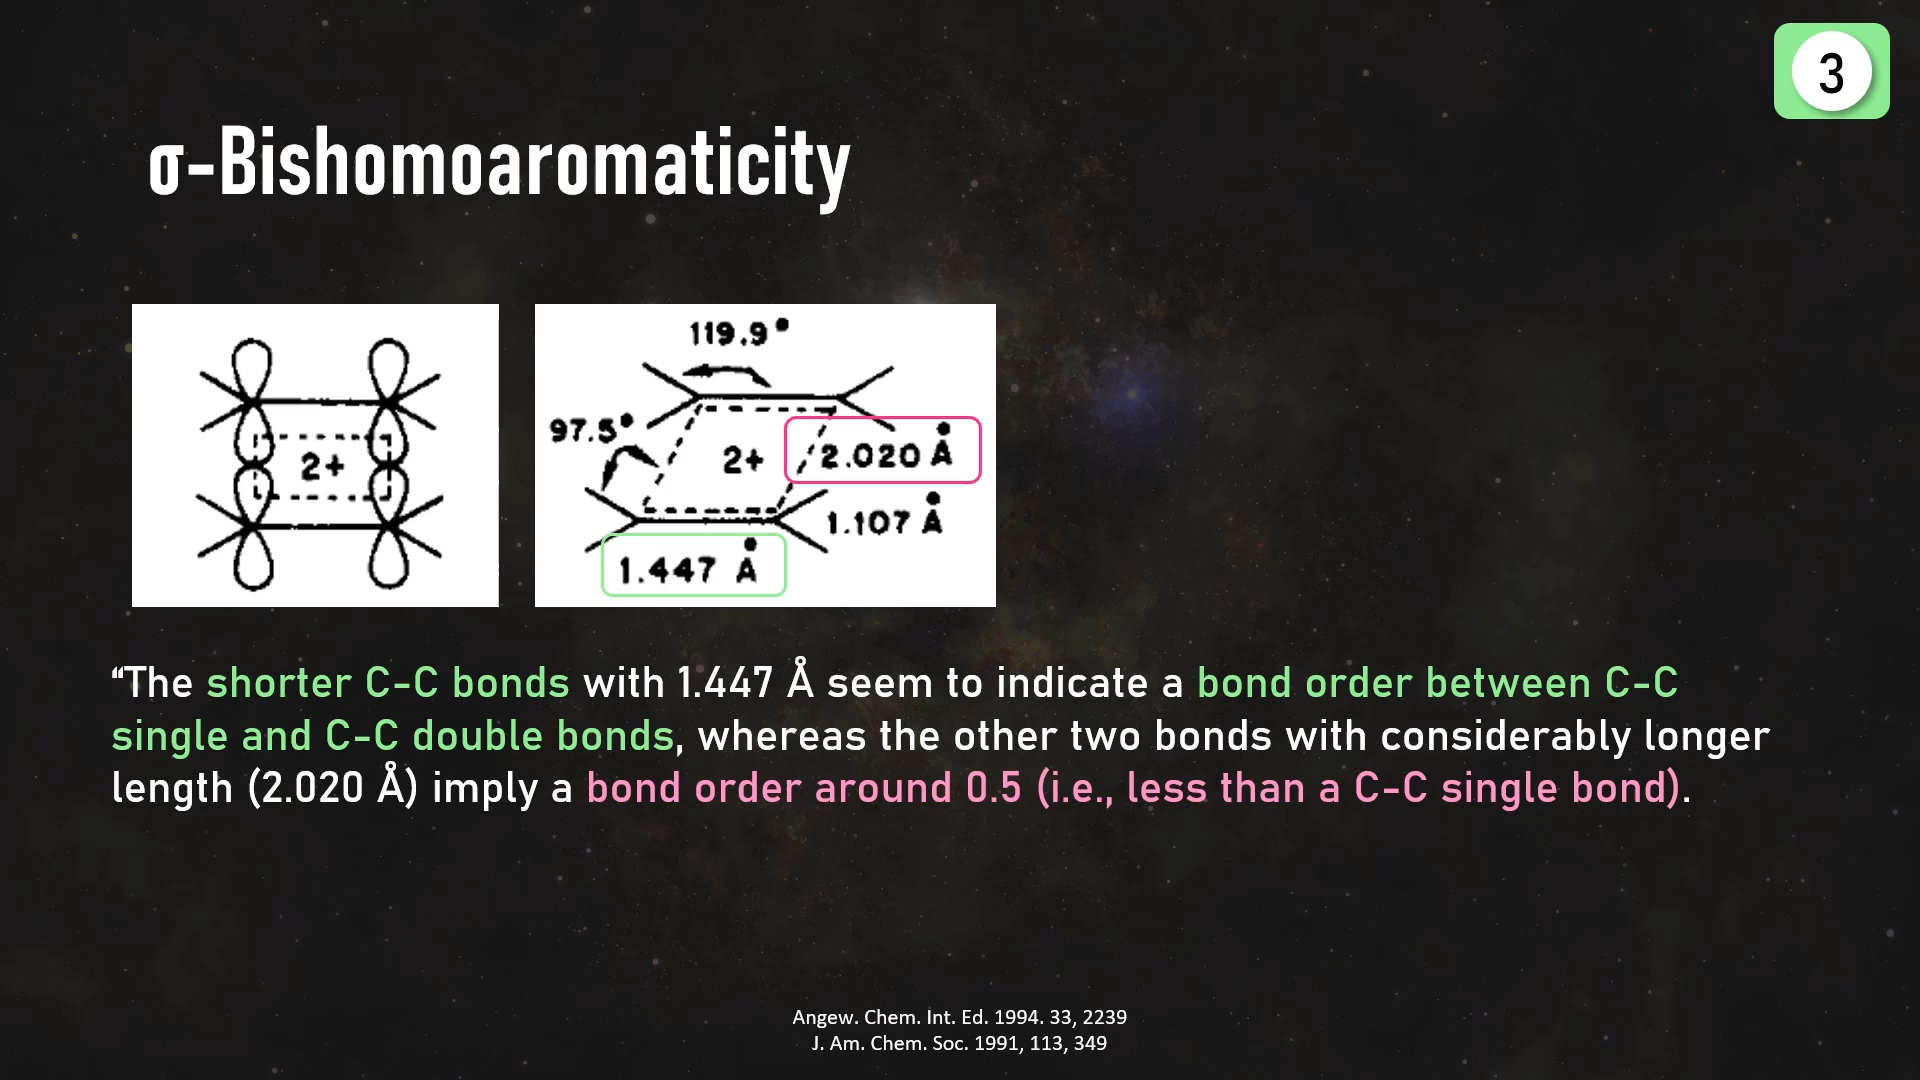 3
σ-Bishomoaromaticity
2+
119.9°
97.5°
2+
2.020 Å
1.107 Å
1.447 Å
“The shorter C-C bonds with 1.447 Å seem to indicate a bond order between C-C
single and C-C double bonds, whereas the other two bonds with considerably longer
length (2.020 Å) imply a bond order around 0.5 (i.e., less than a C-C single bond).
Angew. Chem. Int. Ed. 1994. 33, 2239
J. Am. Chem. Soc. 1991, 113, 349